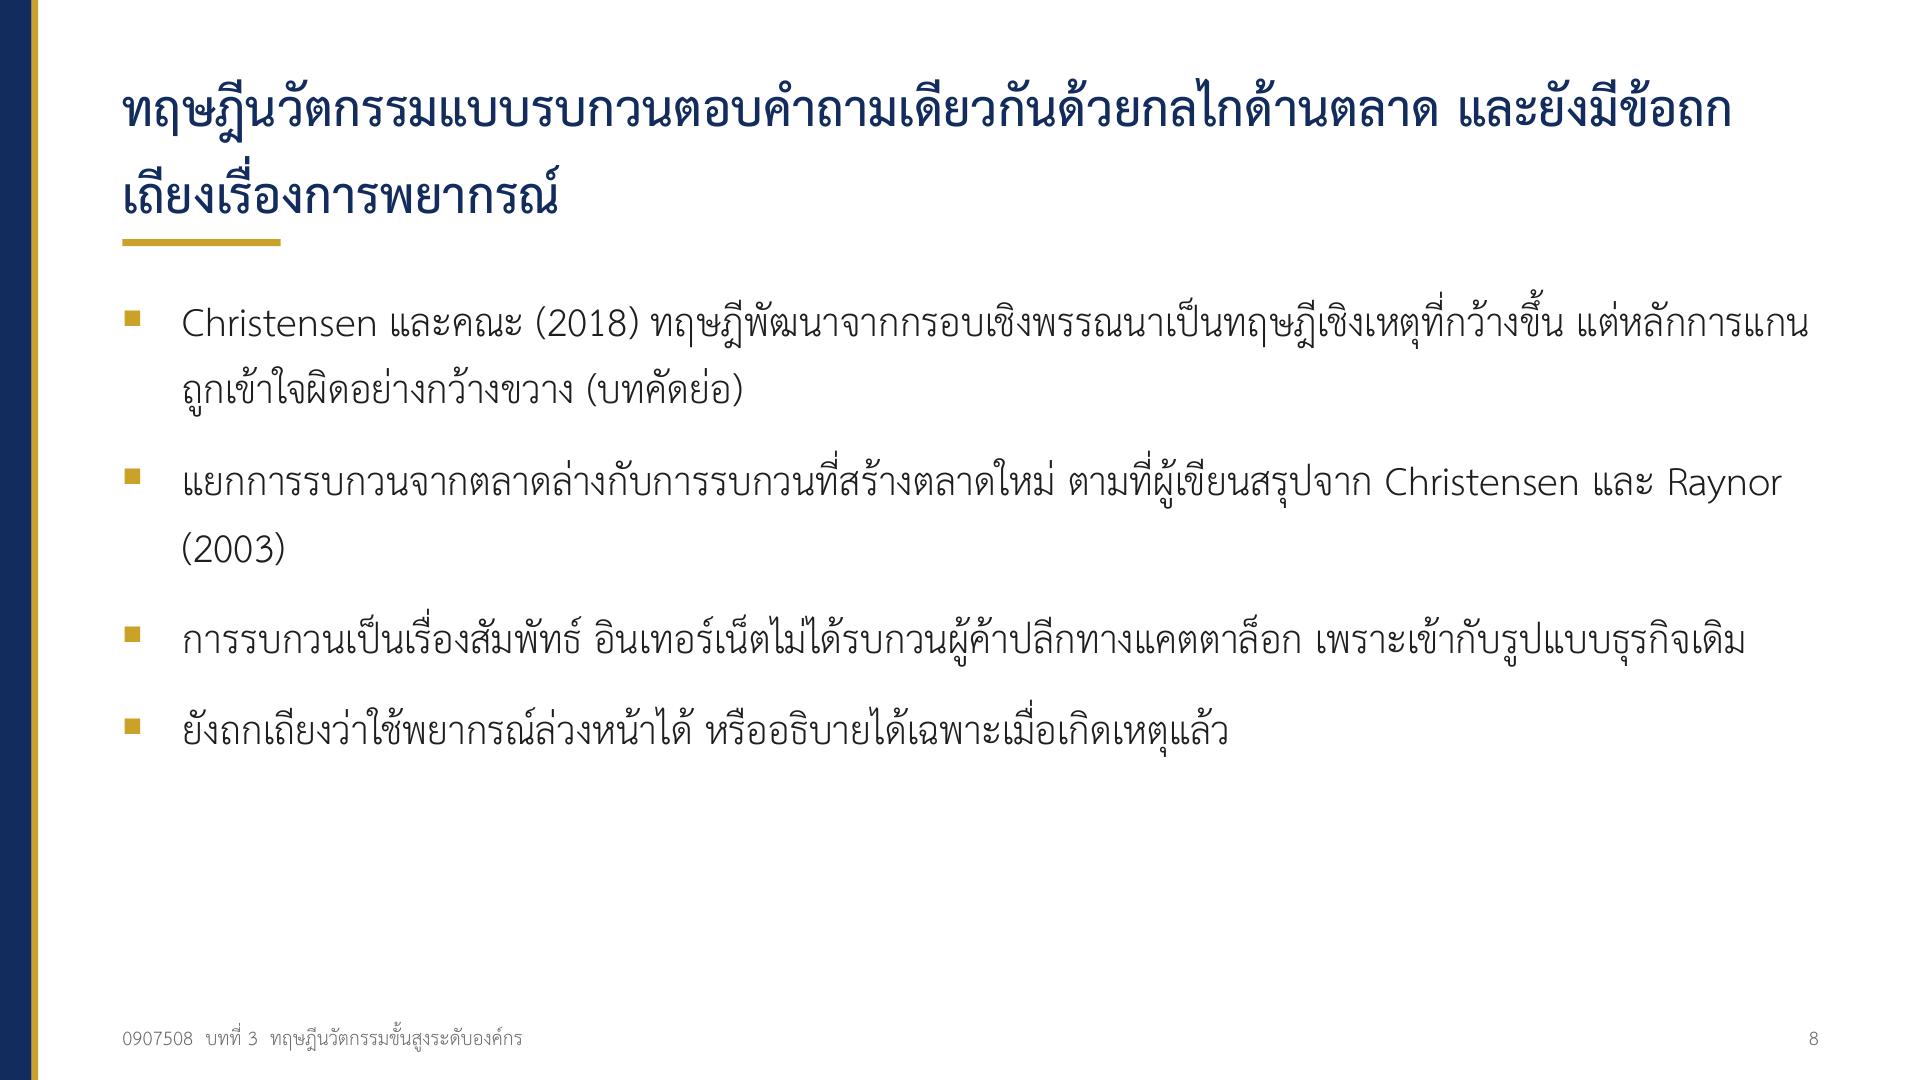 ทฤษฎีนวัตกรรมแบบรบกวนตอบคำถามเดียวกันด้วยกลไกด้านตลาด และยังมีข้อถก
เถียงเรื่องการพยากรณ์
■ Christensen และคณะ (2018) ทฤษฎีพัฒนาจากกรอบเชิงพรรณนาเป็นทฤษฎีเชิงเหตุที่กว้างขึ้น แต่หลักการแกน
ถูกเข้าใจผิดอย่างกว้างขวาง (บทคัดย่อ)
■ แยกการรบกวนจากตลาดล่างกับการรบกวนที่สร้างตลาดใหม่ ตามที่ผู้เขียนสรุปจาก Christensen และ Raynor
(2003)
■ การรบกวนเป็นเรื่องสัมพัทธ์ อินเทอร์เน็ตไม่ได้รบกวนผู้ค้าปลีกทางแคตตาล็อก เพราะเข้ากับรูปแบบธุรกิจเดิม
■ ยังถกเถียงว่าใช้พยากรณ์ล่วงหน้าได้ หรืออธิบายได้เฉพาะเมื่อเกิดเหตุแล้ว
0907508 บทที่ 3 ทฤษฎีนวัตกรรมขั้นสูงระดับองค์กร
8